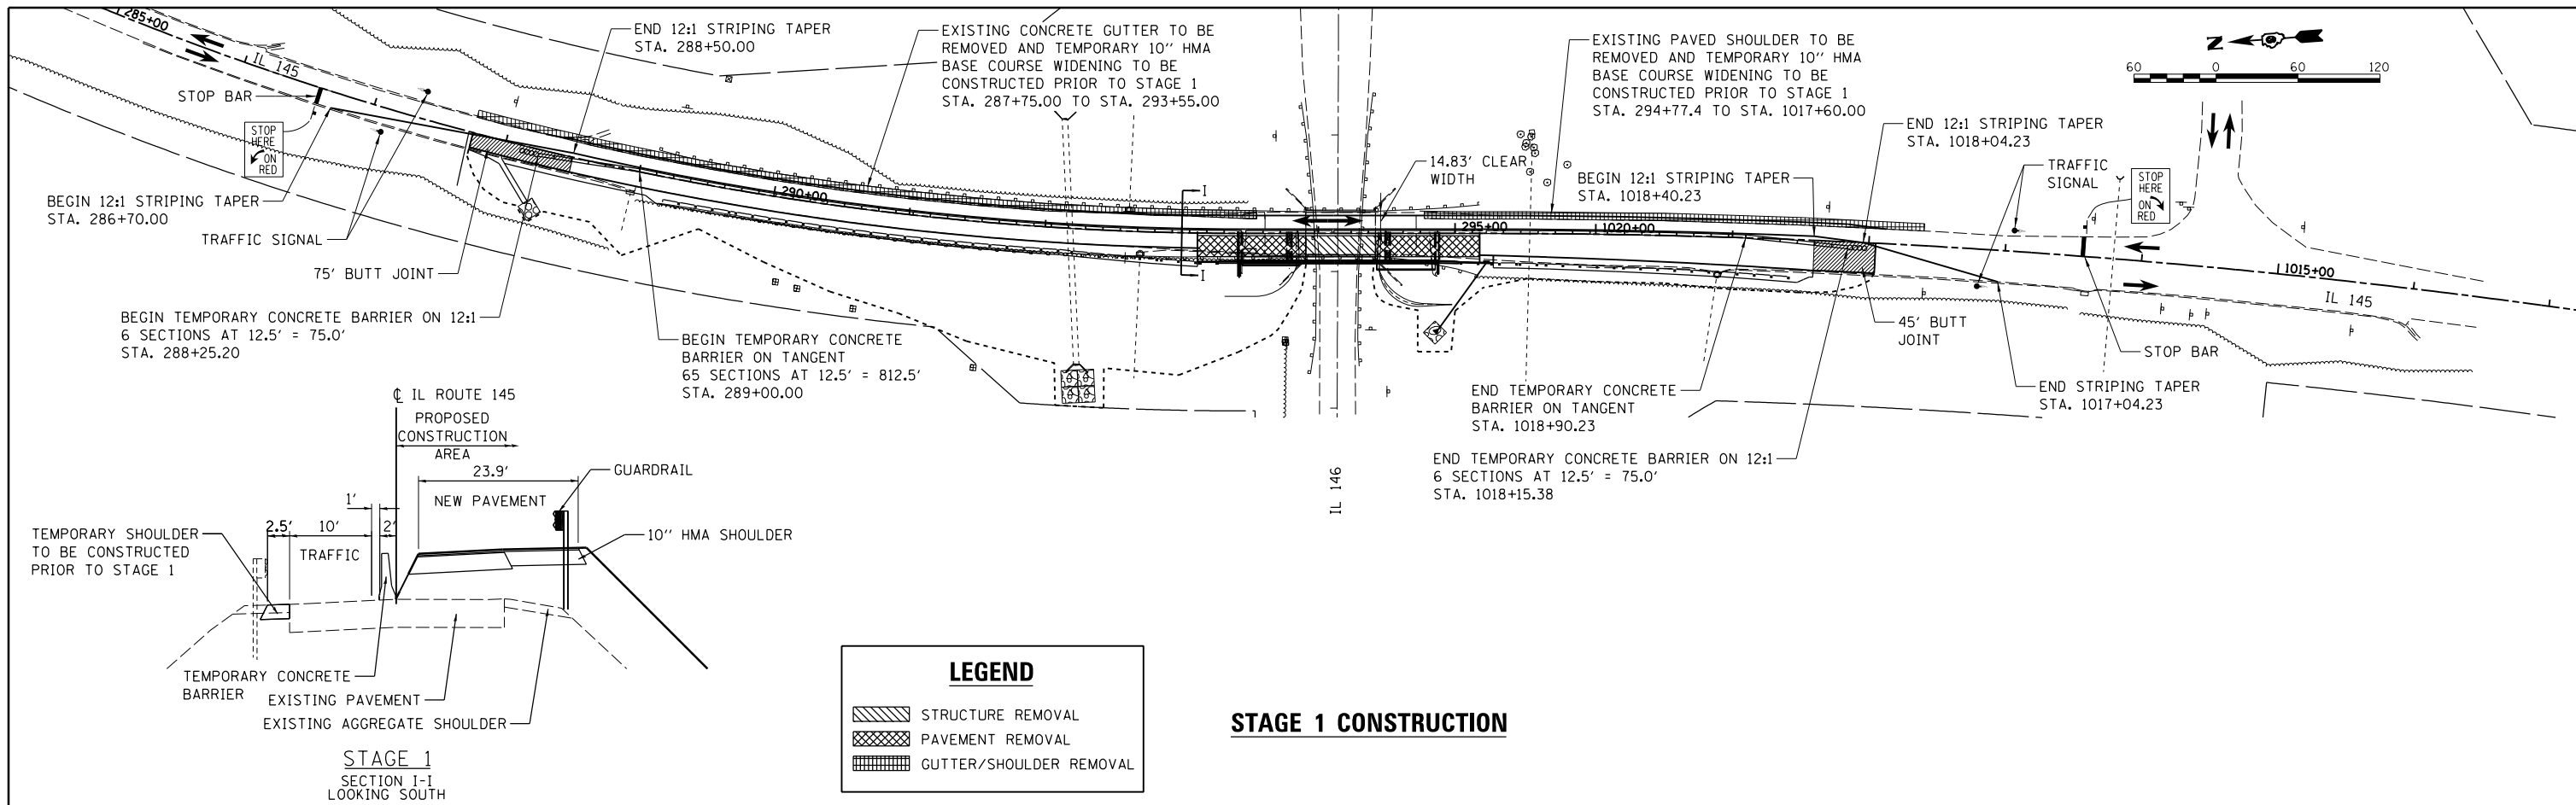 285+00
IL 145
END 12:1 STRIPING TAPER
STA. 288+50.00
STOP BAR
STOP
HERE
ON
RED
BEGIN 12:1 STRIPING TAPER
STA. 286+70.00
TRAFFIC SIGNAL
75' BUTT JOINT
BEGIN TEMPORARY CONCRETE BARRIER ON 12:1
6 SECTIONS AT 12.5' = 75.0'
STA. 288+25.20
EXISTING CONCRETE GUTTER TO BE
REMOVED AND TEMPORARY 10" HMA
BASE COURSE WIDENING TO BE
CONSTRUCTED PRIOR TO STAGE 1
STA. 287+75.00 TO STA. 293+55.00
290+00
I
I
BEGIN TEMPORARY CONCRETE
BARRIER ON TANGENT
65 SECTIONS AT 12.5' = 812.5'
STA. 289+00.00
14.83' CLEAR
WIDTH
EXISTING PAVED SHOULDER TO BE
REMOVED AND TEMPORARY 10" HMA
BASE COURSE WIDENING TO BE
CONSTRUCTED PRIOR TO STAGE 1
STA. 294+77.4 TO STA. 1017+60.00
BEGIN 12:1 STRIPING TAPER
STA. 1018+40.23
295+00
1020+00
END 12:1 STRIPING TAPER
STA. 1018+04.23
TRAFFIC
SIGNAL
STOP
HERE
ON
RED
N
60 0 60 120
1015+00
IL 145
45' BUTT
JOINT
STOP BAR
END STRIPING TAPER
STA. 1017+04.23
END TEMPORARY CONCRETE
BARRIER ON TANGENT
STA. 1018+90.23
END TEMPORARY CONCRETE BARRIER ON 12:1
6 SECTIONS AT 12.5' = 75.0'
STA. 1018+15.38
IL 146
℄ IL ROUTE 145
PROPOSED
CONSTRUCTION
AREA
23.9'
NEW PAVEMENT
GUARDRAIL
10" HMA SHOULDER
1'
2.5' 10' 2'
TRAFFIC
TEMPORARY SHOULDER
TO BE CONSTRUCTED
PRIOR TO STAGE 1
TEMPORARY CONCRETE
BARRIER
EXISTING PAVEMENT
EXISTING AGGREGATE SHOULDER
STAGE 1
SECTION I-I
LOOKING SOUTH
LEGEND
STRUCTURE REMOVAL
PAVEMENT REMOVAL
GUTTER/SHOULDER REMOVAL
STAGE 1 CONSTRUCTION